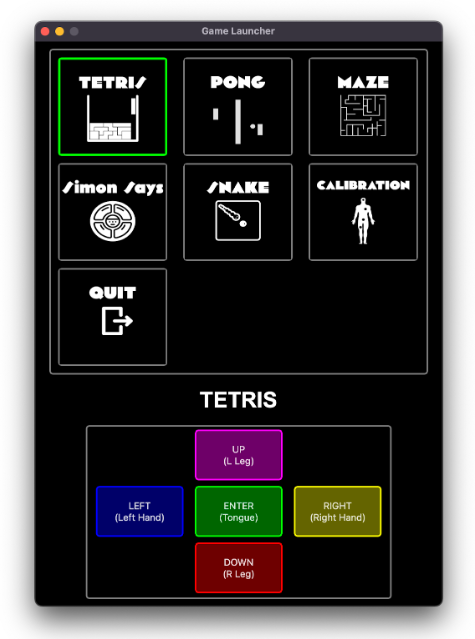 Game Launcher
TETRIS
PONG
MAZE
Simon Says
SNAKE
CALIBRATION
QUIT
TETRIS
UP
(L Leg)
LEFT
(Left Hand)
ENTER
(Tongue)
RIGHT
(Right Hand)
DOWN
(R Leg)